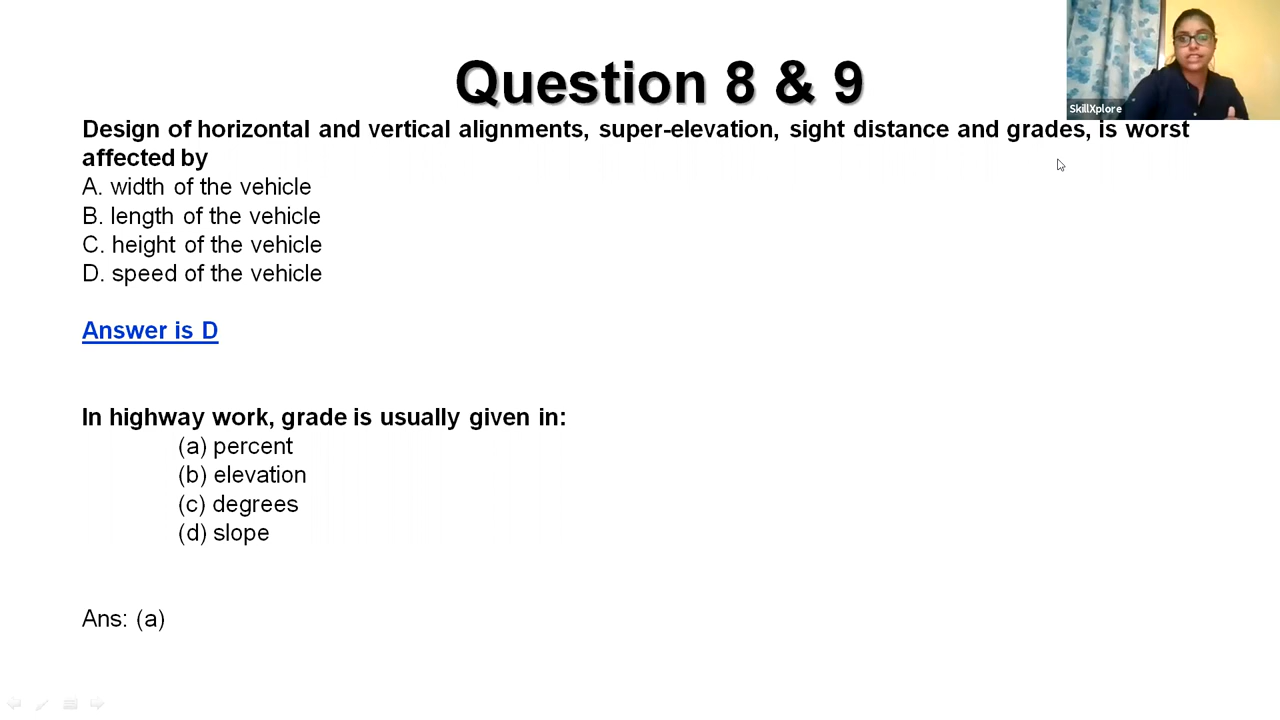 Question 8 & 9
SkillXplore
Design of horizontal and vertical alignments, super-elevation, sight distance and grades, is worst
affected by
A. width of the vehicle
B. length of the vehicle
C. height of the vehicle
D. speed of the vehicle
Answer is D
In highway work, grade is usually given in:
(a) percent
(b) elevation
(c) degrees
(d) slope
Ans: (a)